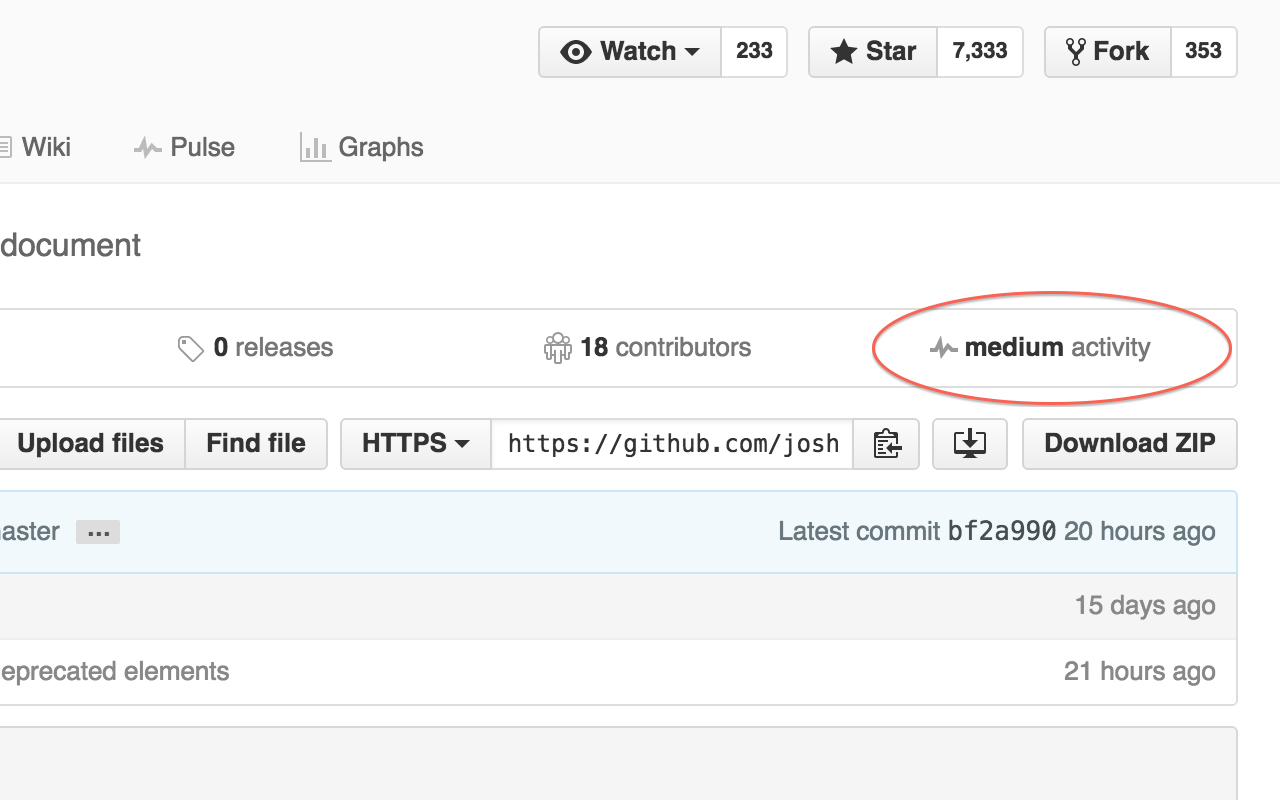 Watch 233 Star 7,333 Fork 353
Wiki Pulse Graphs
document
0 releases 18 contributors medium activity
Upload files Find file HTTPS https://github.com/josh Download ZIP
aster ... Latest commit bf2a990 20 hours ago
15 days ago
eprecated elements 21 hours ago